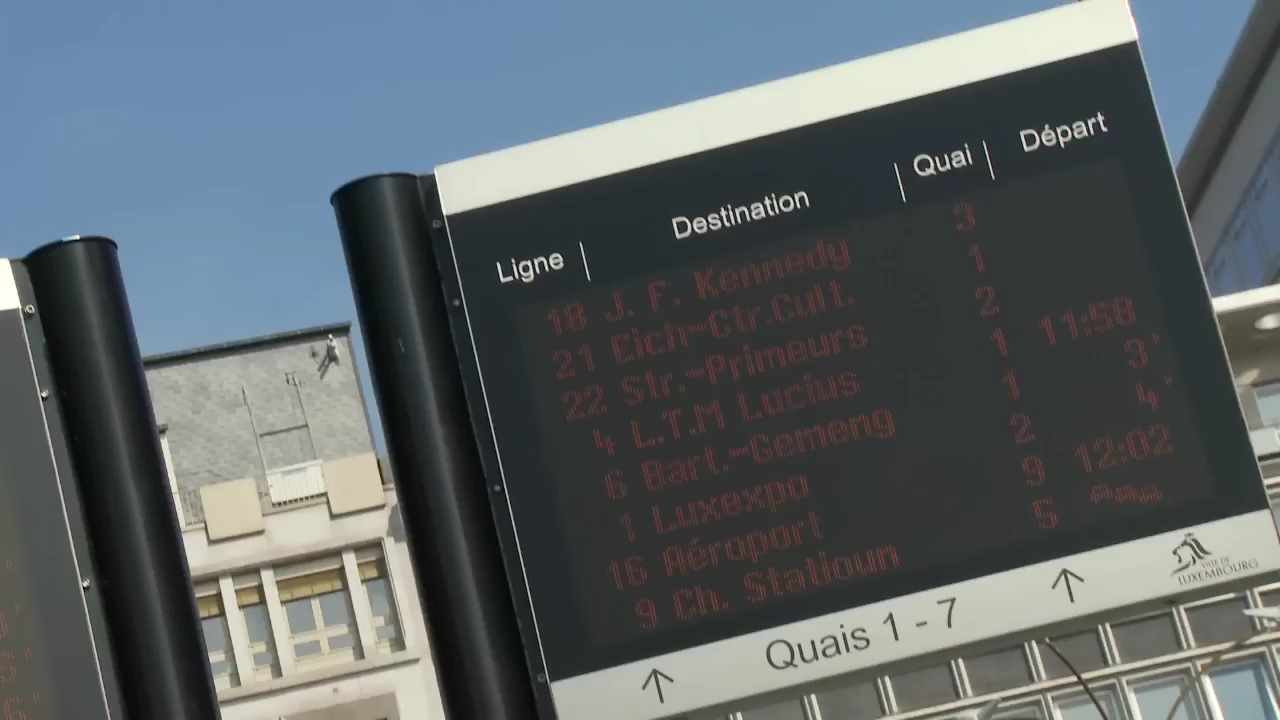 Ligne | Destination | Quai | Départ
18 J. F. Kennedy 3
21 Eich-Ctr.Cult. 1
22 Str.-Primeurs 2
4 L.T.M Lucius 1 11:58
6 Bart.-Gemeng 1 3'
1 Luxexpo 2 4'
16 Aéroport 9 12:02
9 Ch. Statioun 5
↑ Quais 1 - 7 ↑
VILLE DE
LUXEMBOURG